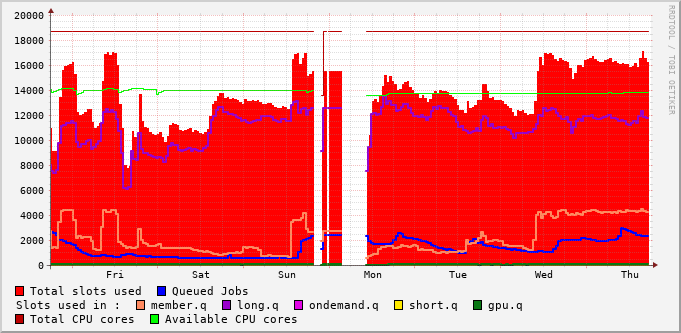 20000
18000
16000
14000
12000
10000
8000
6000
4000
2000
0
Fri Sat Sun Mon Tue Wed Thu
RRDTOOL / TOBI OETIKER
Total slots used Queued Jobs
Slots used in : member.q long.q ondemand.q short.q gpu.q
Total CPU cores Available CPU cores